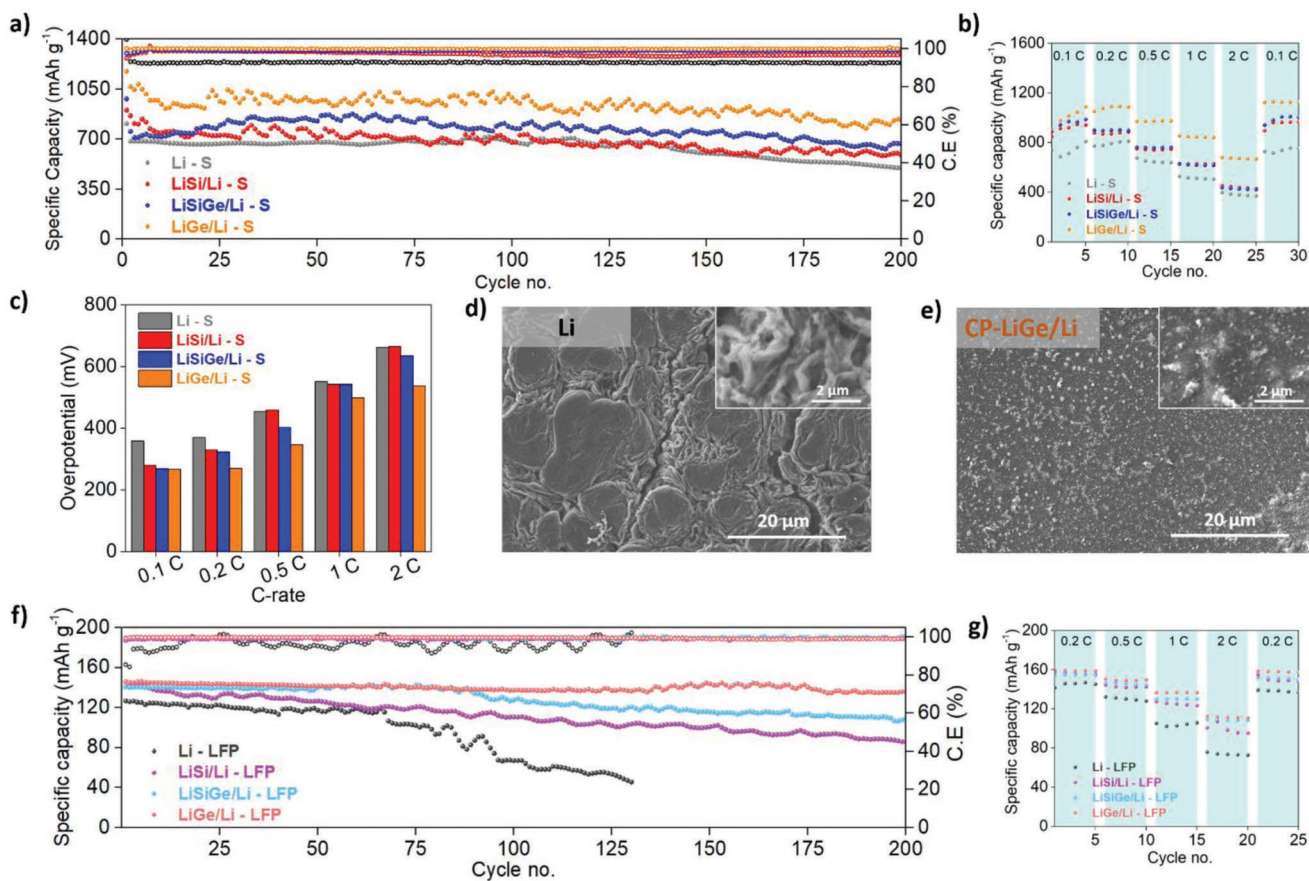 a)
Specific Capacity (mAh g⁻¹)
1400
1050
700
350
0
Li - S
LiSi/Li - S
LiSiGe/Li - S
LiGe/Li - S
100
80
60
40
20
0
C.E (%)
0 25 50 75 100 125 150 175 200
Cycle no.
b)
Specific capacity (mAh g⁻¹)
1600
1200
800
400
0
0.1 C 0.2 C 0.5 C 1 C 2 C 0.1 C
Li - S
LiSi/Li - S
LiSiGe/Li - S
LiGe/Li - S
5 10 15 20 25 30
Cycle no.
c)
Overpotential (mV)
800
600
400
200
0
Li - S
LiSi/Li - S
LiSiGe/Li - S
LiGe/Li - S
0.1 C 0.2 C 0.5 C 1 C 2 C
C-rate
d)
Li
2 µm
20 µm
e)
CP-LiGe/Li
2 µm
20 µm
f)
Specific capacity (mAh g⁻¹)
200
160
120
80
40
0
Li - LFP
LiSi/Li - LFP
LiSiGe/Li - LFP
LiGe/Li - LFP
100
80
60
40
20
0
C.E (%)
25 50 75 100 125 150 175 200
Cycle no.
g)
Specific capacity (mAh g⁻¹)
200
160
120
80
40
0
0.2 C 0.5 C 1 C 2 C 0.2 C
Li - LFP
LiSi/Li - LFP
LiSiGe/Li - LFP
LiGe/Li - LFP
5 10 15 20 25
Cycle no.